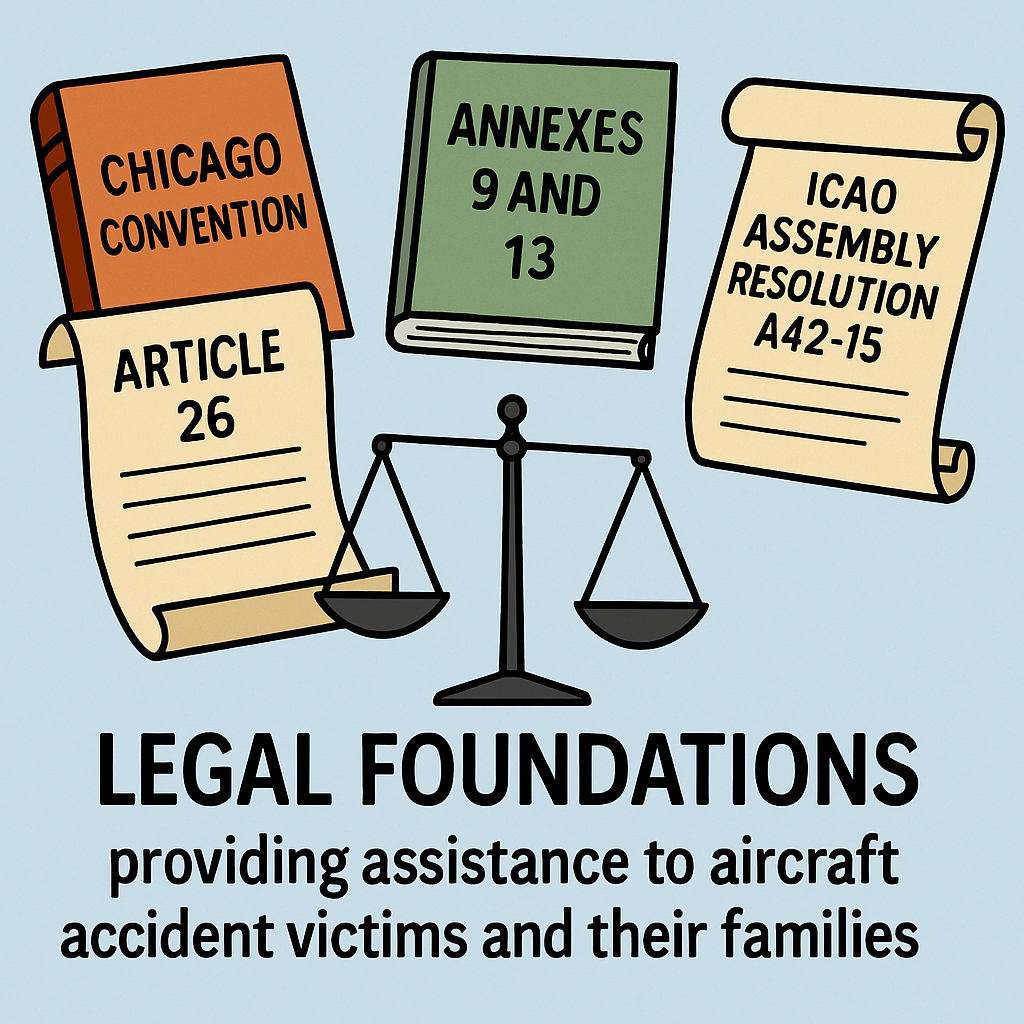 CHICAGO
CONVENTION
ARTICLE
26
ANNEXES
9 AND
13
ICAO
ASSEMBLY
RESOLUTION
A42-15
LEGAL FOUNDATIONS
providing assistance to aircraft
accident victims and their families